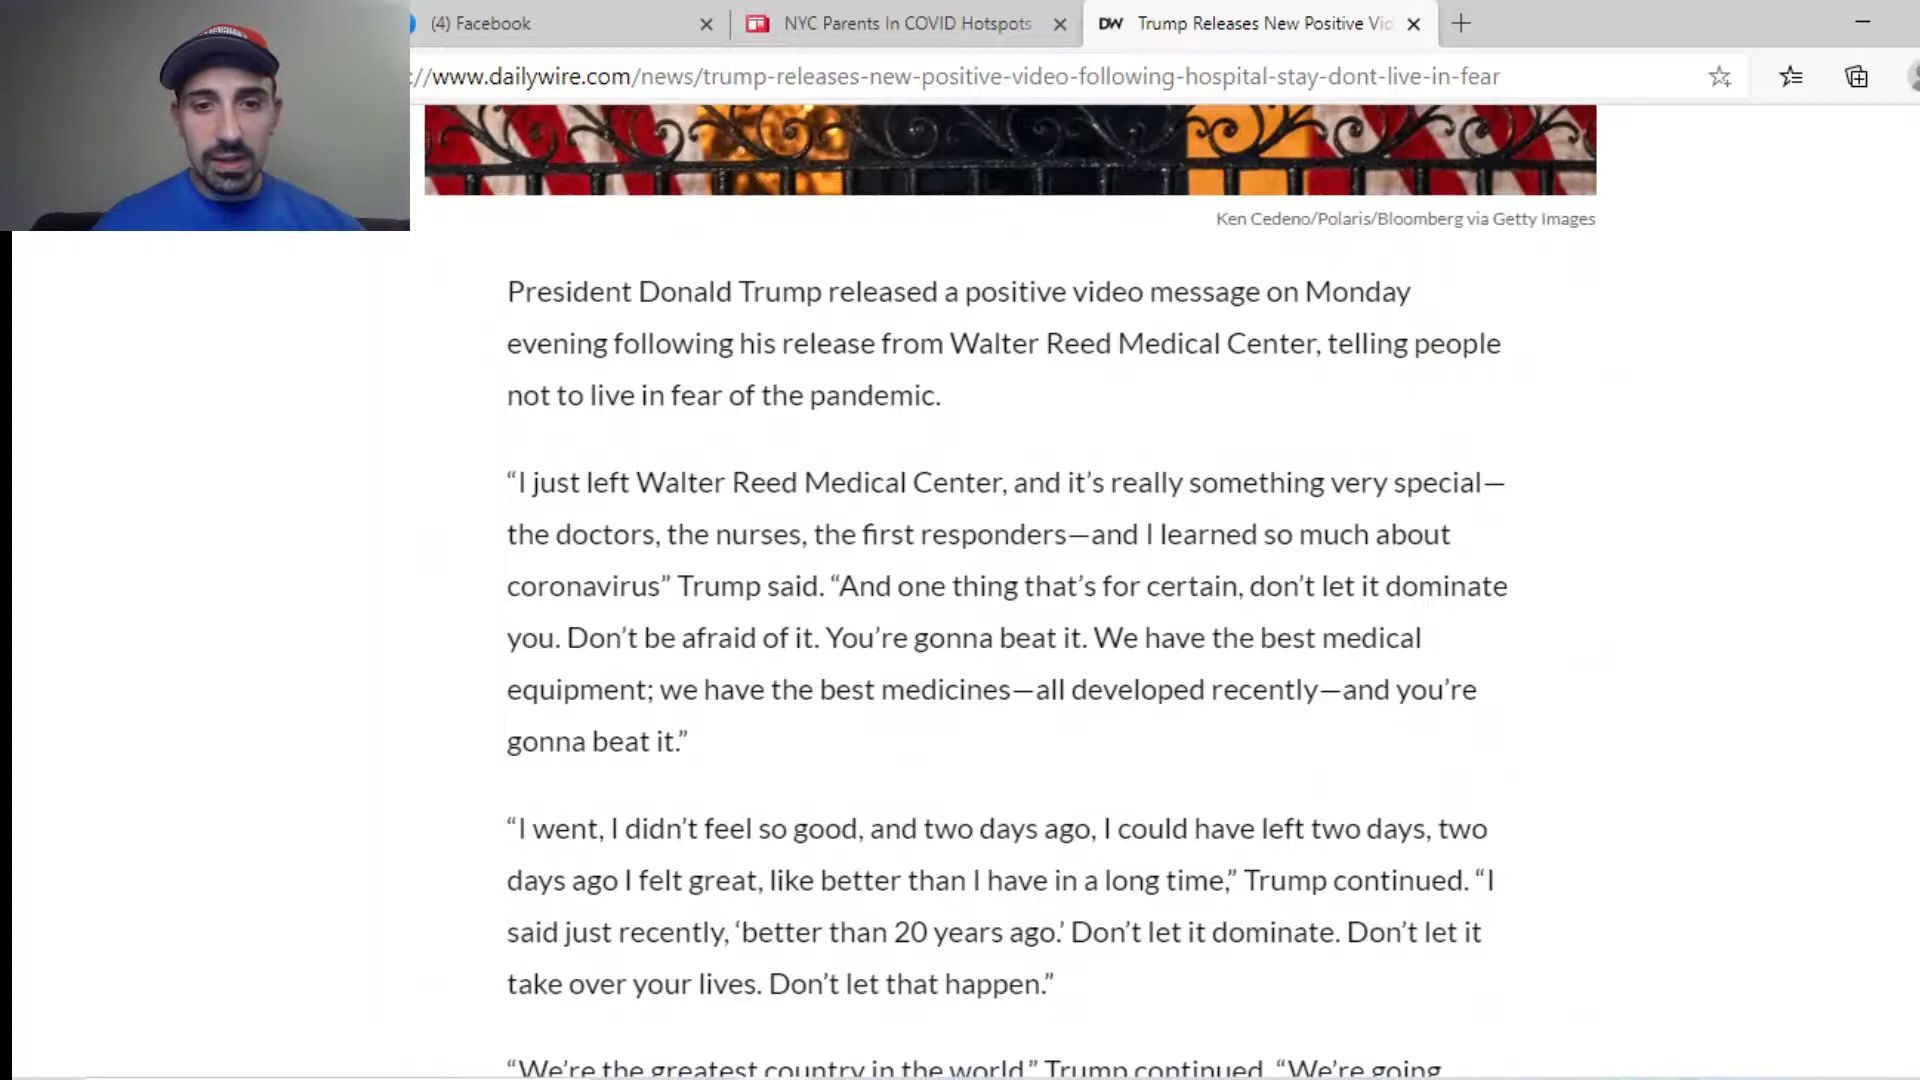 (4) Facebook
NYC Parents In COVID Hotspots
DW Trump Releases New Positive Vid
://www.dailywire.com/news/trump-releases-new-positive-video-following-hospital-stay-dont-live-in-fear
Ken Cedeno/Polaris/Bloomberg via Getty Images
President Donald Trump released a positive video message on Monday
evening following his release from Walter Reed Medical Center, telling people
not to live in fear of the pandemic.
“I just left Walter Reed Medical Center, and it’s really something very special—
the doctors, the nurses, the first responders—and I learned so much about
coronavirus” Trump said. “And one thing that’s for certain, don’t let it dominate
you. Don’t be afraid of it. You’re gonna beat it. We have the best medical
equipment; we have the best medicines—all developed recently—and you’re
gonna beat it.”
“I went, I didn’t feel so good, and two days ago, I could have left two days, two
days ago I felt great, like better than I have in a long time,” Trump continued. “I
said just recently, ‘better than 20 years ago.’ Don’t let it dominate. Don’t let it
take over your lives. Don’t let that happen.”
“We’re the greatest country in the world,” Trump continued. “We’re going